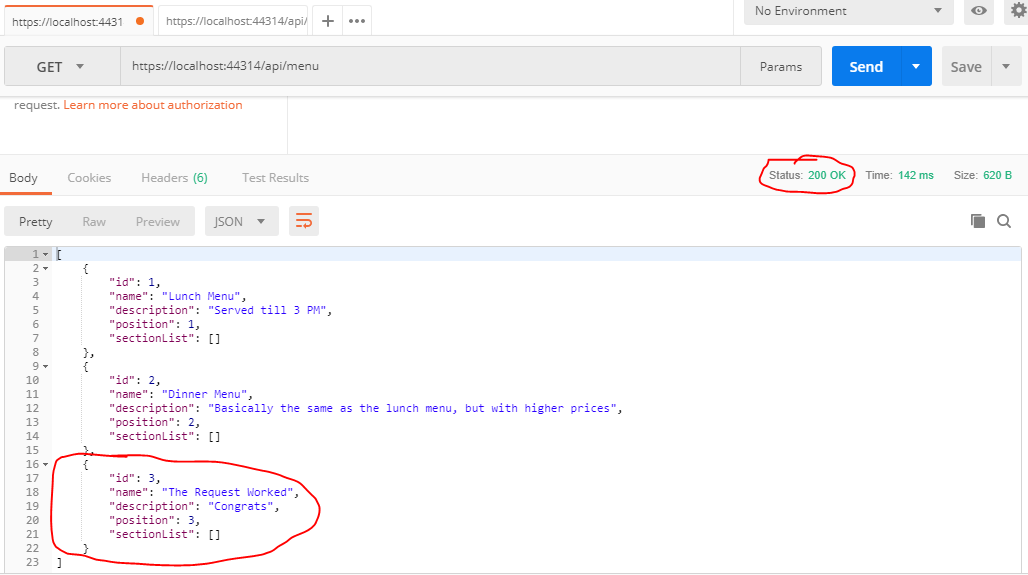 https://localhost:4431 https://localhost:44314/api/ No Environment
GET https://localhost:44314/api/menu Params Send Save
request. Learn more about authorization
Body Cookies Headers (6) Test Results Status: 200 OK Time: 142 ms Size: 620 B
Pretty Raw Preview JSON
1 [
2 {
3 "id": 1,
4 "name": "Lunch Menu",
5 "description": "Served till 3 PM",
6 "position": 1,
7 "sectionList": []
8 },
9 {
10 "id": 2,
11 "name": "Dinner Menu",
12 "description": "Basically the same as the lunch menu, but with higher prices",
13 "position": 2,
14 "sectionList": []
15 },
16 {
17 "id": 3,
18 "name": "The Request Worked",
19 "description": "Congrats",
20 "position": 3,
21 "sectionList": []
22 }
23 ]